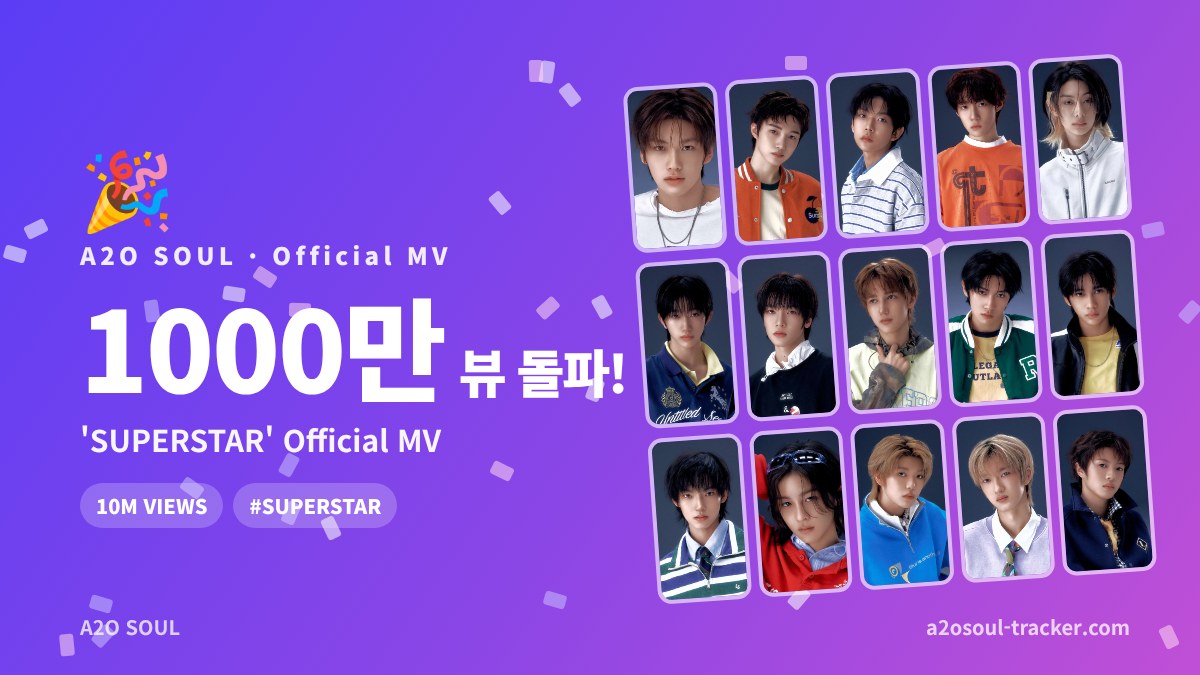 A2O SOUL · Official MV
1000만 뷰 돌파!
'SUPERSTAR' Official MV
10M VIEWS #SUPERSTAR
A2O SOUL
a2osoul-tracker.com